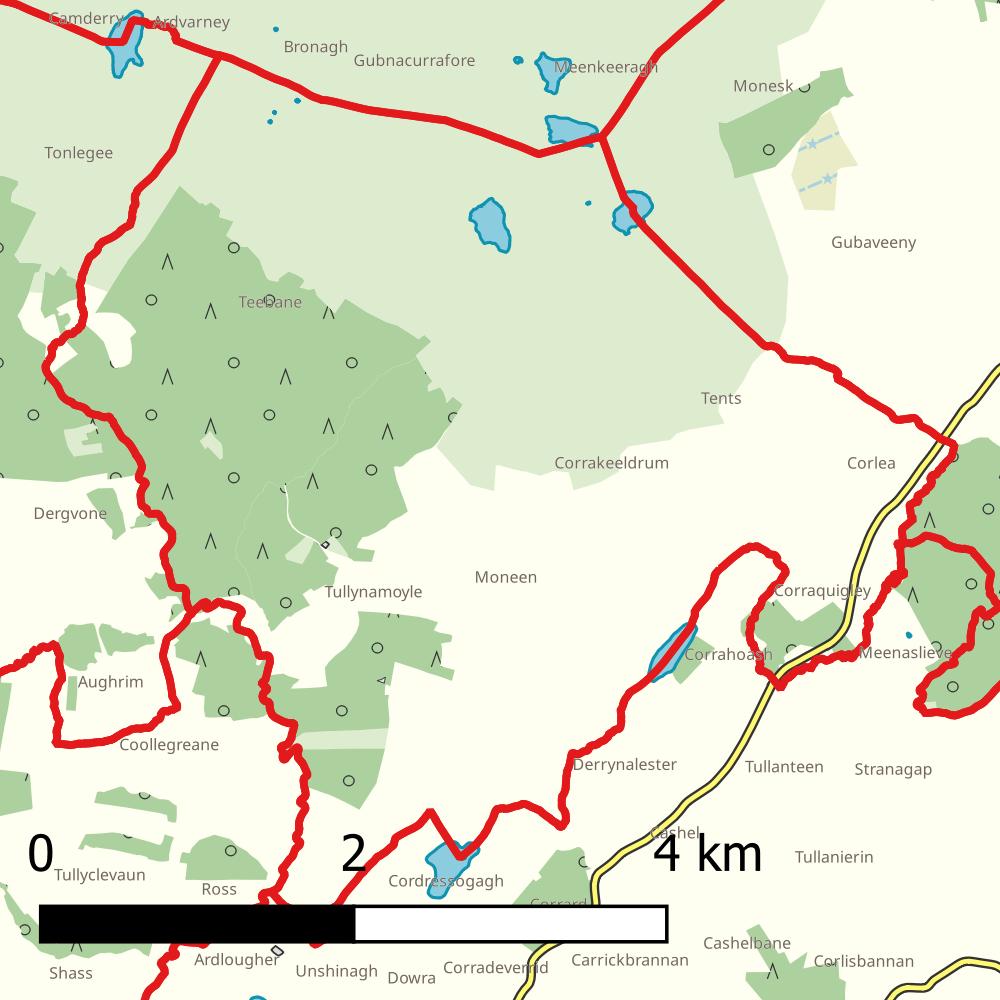 Camderry
Ardvarney
Bronagh
Gubnacurrafore
Meenkeeragh
Monesk
Tonlegee
Gubaveeny
Teebane
Tents
Corrakeeldrum
Corlea
Dergvone
Moneen
Tullynamoyle
Corraquigley
Corrahoash
Meenaslieve
Aughrim
Coollegreane
Derrynalester
Tullanteen
Stranagap
Cashel
0 2 4 km
Tullanierin
Tullyclevaun
Ross
Cordressogagh
Corrard
Cashelbane
Ardlougher
Carrickbrannan
Corlisbannan
Shass
Unshinagh
Dowra
Corradeverrid